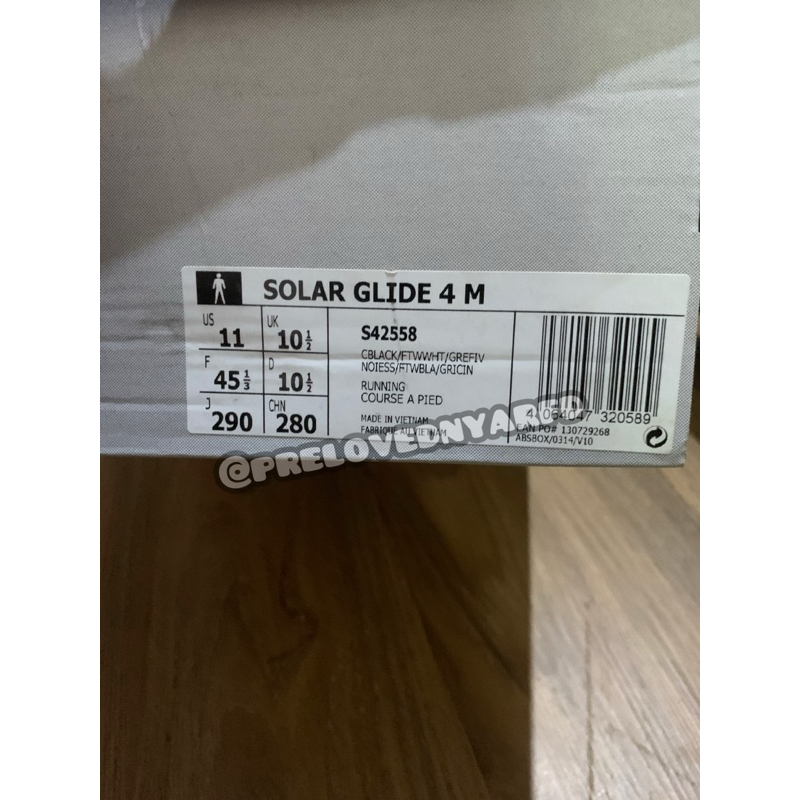 SOLAR GLIDE 4 M
US 11 UK 10½
F 45⅓ D 10½
J 290 CHN 280
S42558
CBLACK/FTWWHT/GREFIV
NOIESS/FTWBLA/GRICIN
RUNNING
COURSE A PIED
MADE IN VIETNAM
FABRIQUE AU VIETNAM
4 064047 320589
EAN PO# 130729268
ABSBOX/0314/V10
@PRELOVEDNYARED